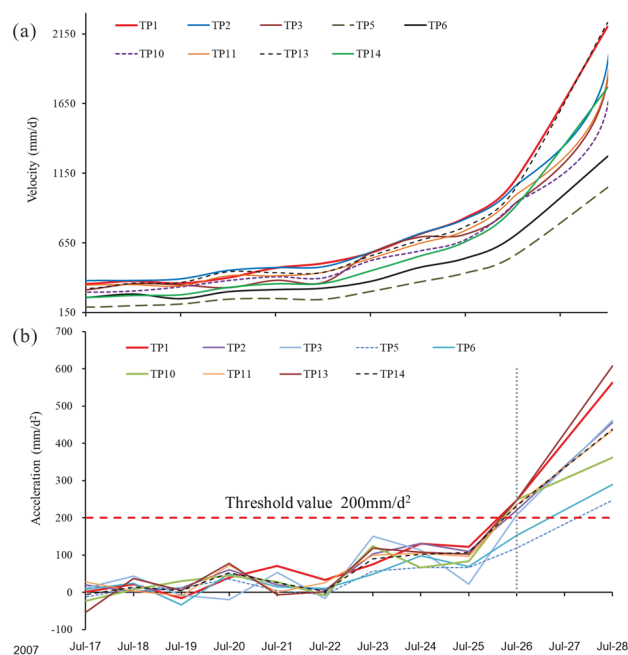 (a)
TP1 TP2 TP3 TP5 TP6
TP10 TP11 TP13 TP14
2150
1650
1150
650
150
Velocity (mm/d)
(b)
700
600
500
400
300
200
100
0
-100
Acceleration (mm/d²)
TP1 TP2 TP3 TP5 TP6
TP10 TP11 TP13 TP14
Threshold value 200mm/d²
2007 Jul-17 Jul-18 Jul-19 Jul-20 Jul-21 Jul-22 Jul-23 Jul-24 Jul-25 Jul-26 Jul-27 Jul-28